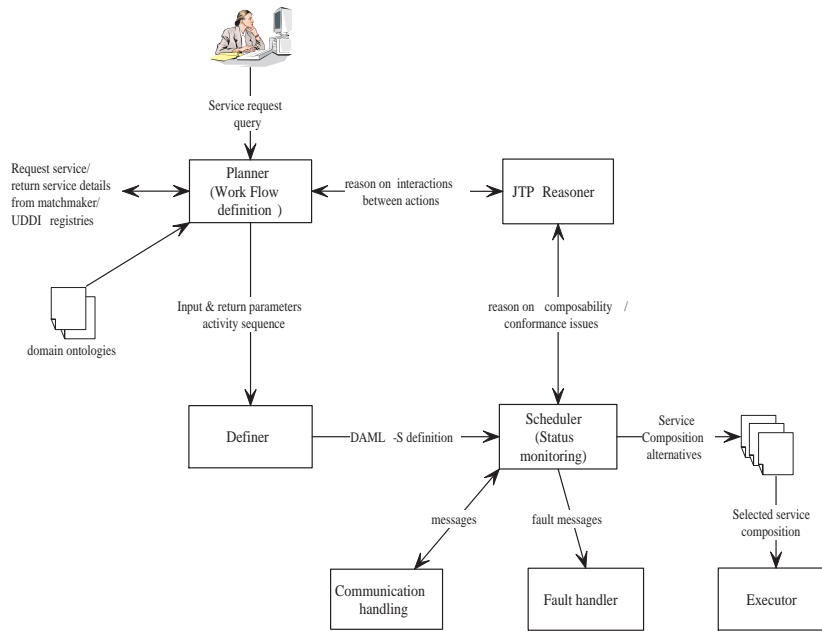 Service request
query
Request service/
return service details
from matchmaker/
UDDI registries
Planner
(Work Flow
definition )
reason on interactions
between actions
JTP Reasoner
domain ontologies
Input & return parameters
activity sequence
reason on composability /
conformance issues
Definer
DAML -S definition
Scheduler
(Status
monitoring)
Service
Composition
alternatives
messages
fault messages
Selected service
composition
Communication
handling
Fault handler
Executor